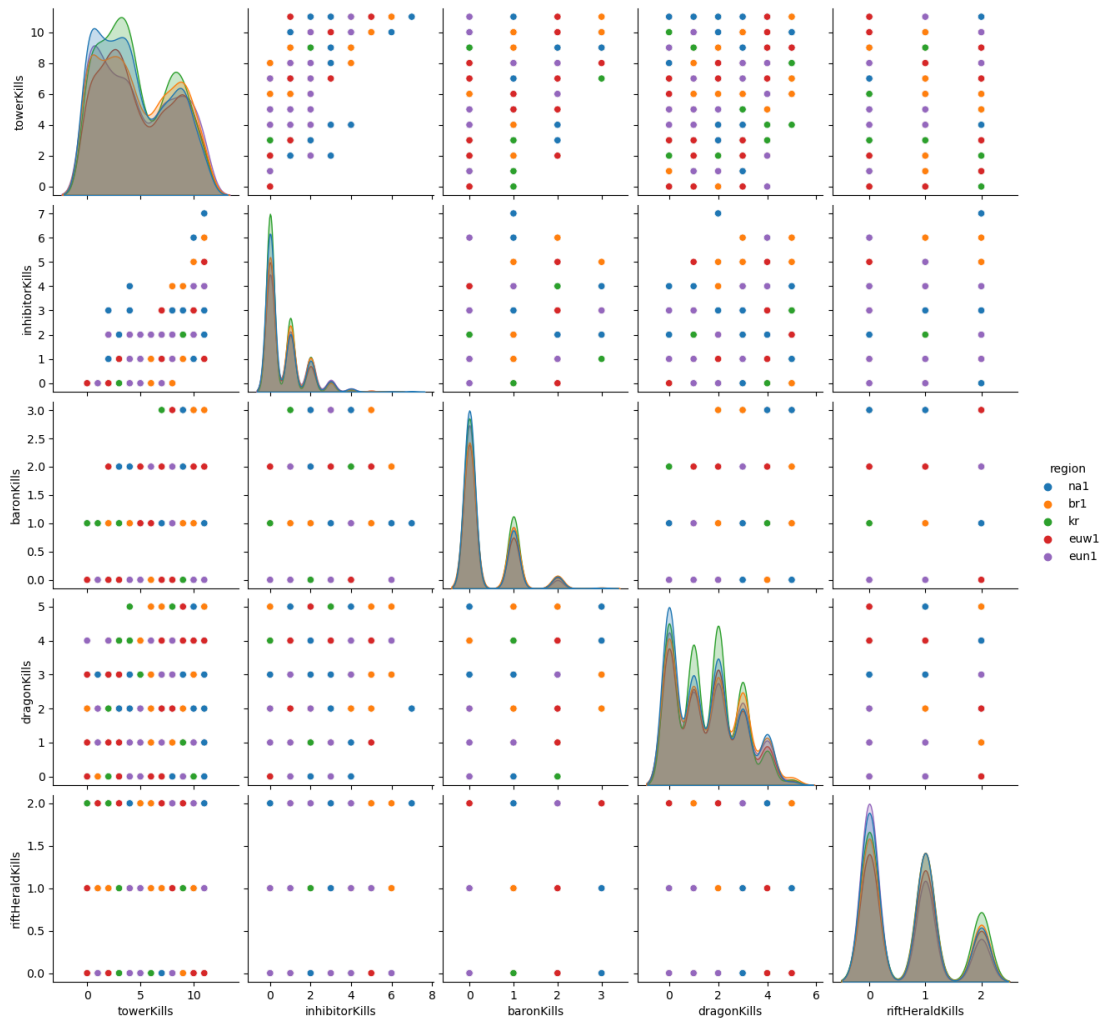 towerKills
10
8
6
4
2
0
inhibitorKills
7
6
5
4
3
2
1
0
baronKills
3.0
2.5
2.0
1.5
1.0
0.5
0.0
region
na1
br1
kr
euw1
eun1
dragonKills
5
4
3
2
1
0
riftHeraldKills
2.0
1.5
1.0
0.5
0.0
0 5 10
0 2 4 6 8
0 1 2 3
0 2 4 6
0 1 2
towerKills
inhibitorKills
baronKills
dragonKills
riftHeraldKills